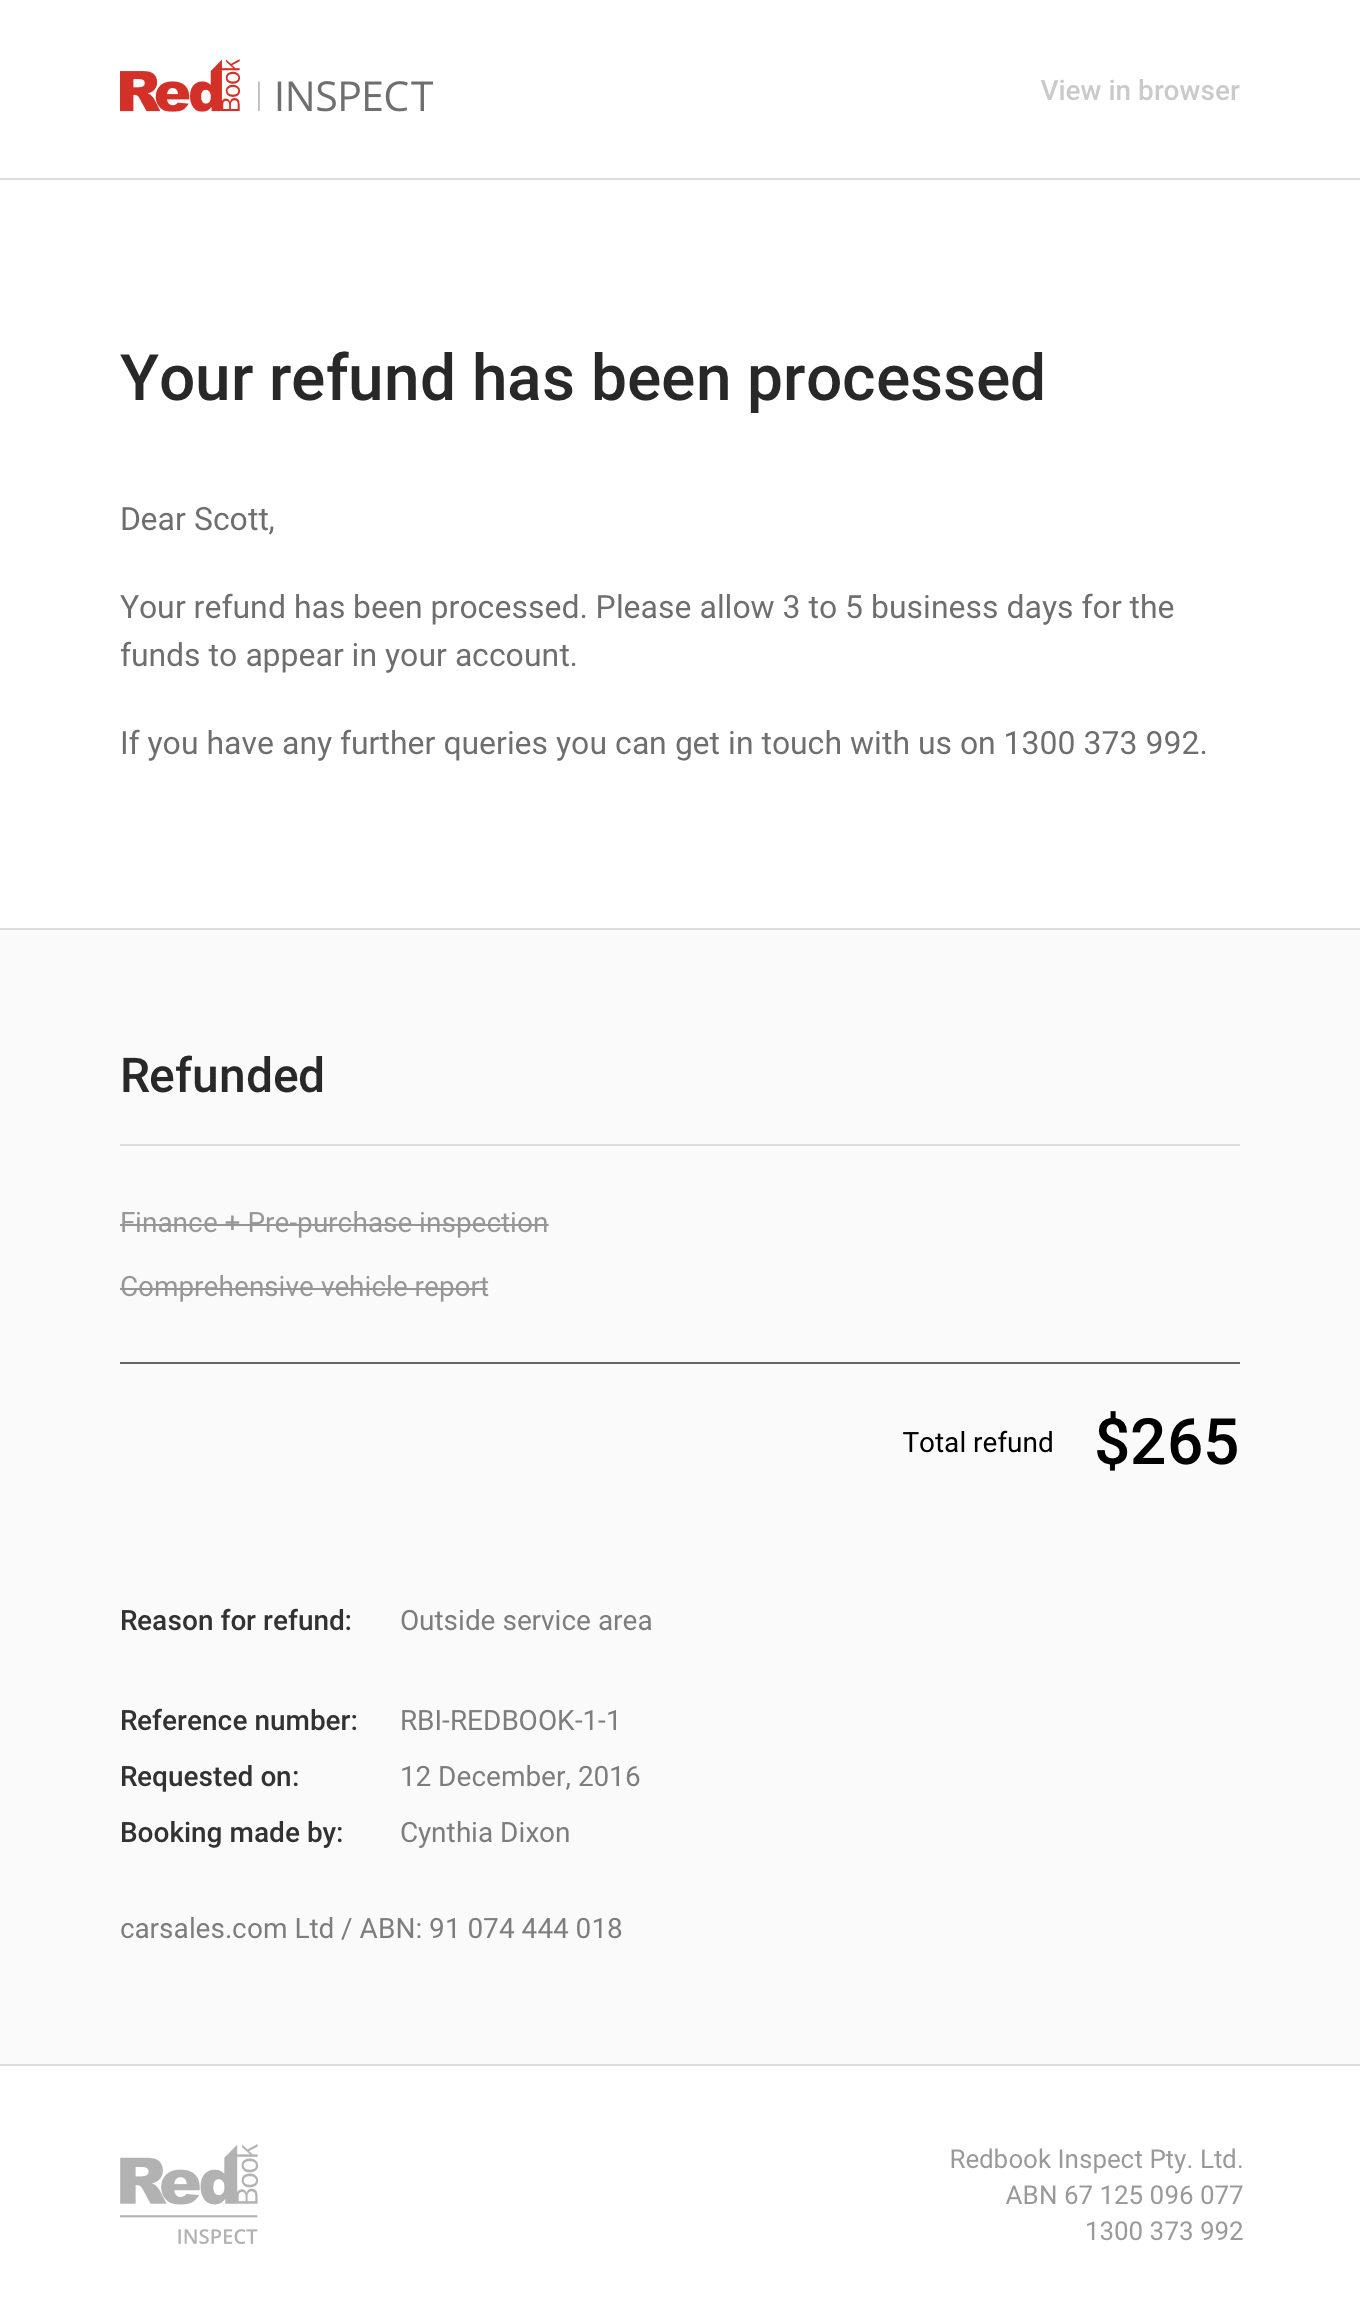 RedBook | INSPECT
View in browser
Your refund has been processed
Dear Scott,
Your refund has been processed. Please allow 3 to 5 business days for the
funds to appear in your account.
If you have any further queries you can get in touch with us on 1300 373 992.
Refunded
Finance + Pre-purchase inspection
Comprehensive vehicle report
Total refund $265
Reason for refund: Outside service area
Reference number: RBI-REDBOOK-1-1
Requested on: 12 December, 2016
Booking made by: Cynthia Dixon
carsales.com Ltd / ABN: 91 074 444 018
RedBook
INSPECT
Redbook Inspect Pty. Ltd.
ABN 67 125 096 077
1300 373 992